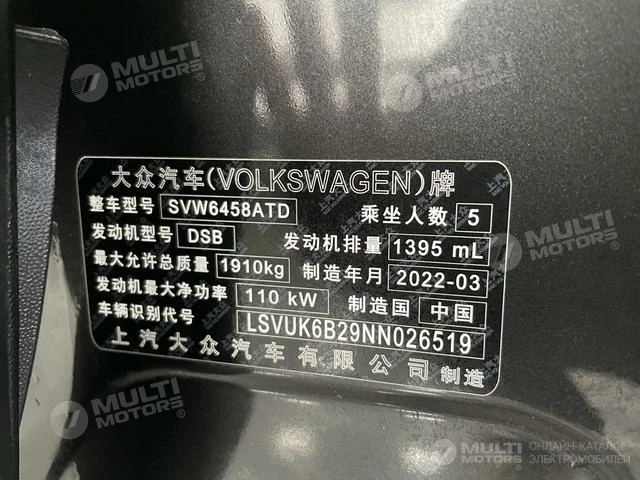 MULTI MOTORS®
MULTI MOTORS®
大众汽车(VOLKSWAGEN)牌
整车型号 SVW6458ATD 乘坐人数 5
发动机型号 DSB 发动机排量 1395 mL
最大允许总质量 1910kg 制造年月 2022-03
发动机最大净功率 110 kW 制造国 中国
车辆识别代号 LSVUK6B29NN026519
上汽大众汽车有限公司 制造
MULTI MOTORS®
MULTI MOTORS ОНЛАЙН-КАТАЛОГ ЭЛЕКТРОМОБИЛЕЙ